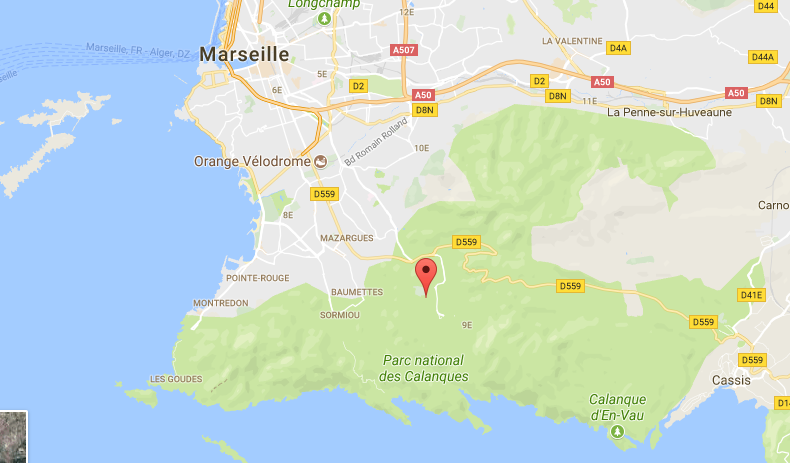 Longchamp
12E
D44
Marseille, FR - Alger, DZ
Marseille
A507
LA VALENTINE
D4A
D44A
seille
5E
6E
D2
A50
D2
A50
A50
D8N
D8N
11E
D8N
La Penne-sur-Huveaune
Bd Romain Rolland
10E
Orange Vélodrome
D559
8E
Carno
MAZARGUES
D559
POINTE-ROUGE
BAUMETTES
D559
D41E
MONTREDON
SORMIOU
9E
D559
Parc national
des Calanques
D559
LES GOUDES
Cassis
Calanque
d'En-Vau
D14